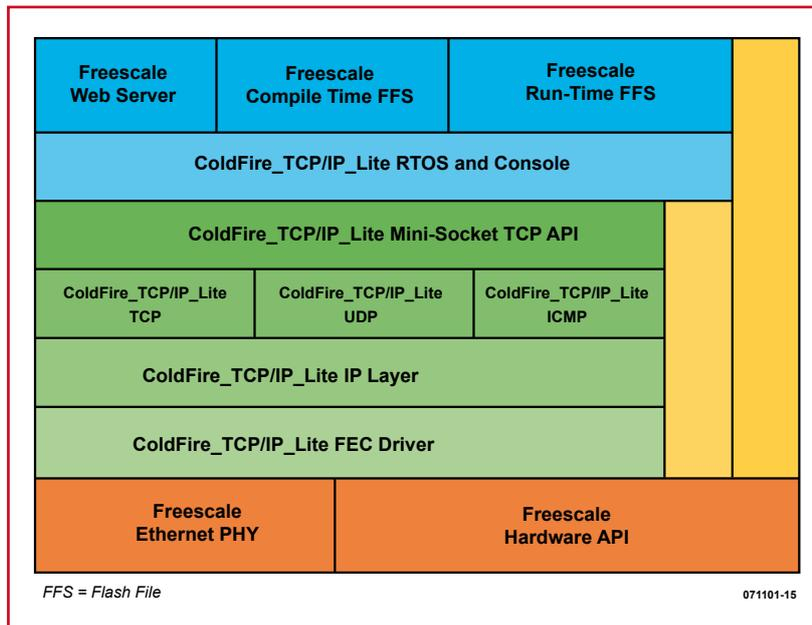 Freescale
Web Server
Freescale
Compile Time FFS
Freescale
Run-Time FFS
ColdFire_TCP/IP_Lite RTOS and Console
ColdFire_TCP/IP_Lite Mini-Socket TCP API
ColdFire_TCP/IP_Lite
TCP
ColdFire_TCP/IP_Lite
UDP
ColdFire_TCP/IP_Lite
ICMP
ColdFire_TCP/IP_Lite IP Layer
ColdFire_TCP/IP_Lite FEC Driver
Freescale
Ethernet PHY
Freescale
Hardware API
FFS = Flash File
071101-15